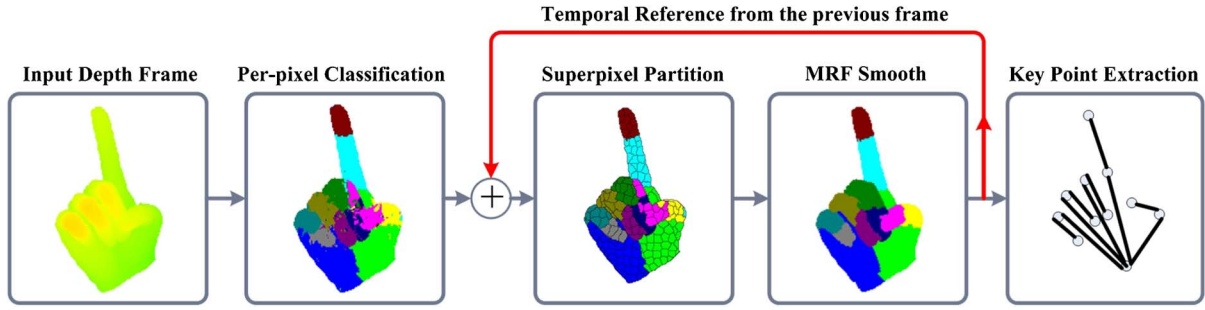 Temporal Reference from the previous frame
Input Depth Frame
Per-pixel Classification
Superpixel Partition
MRF Smooth
Key Point Extraction
+